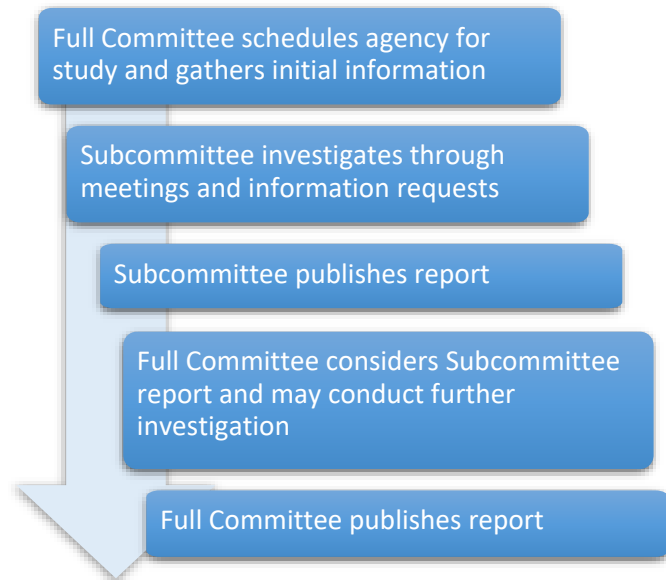 Full Committee schedules agency for
study and gathers initial information
Subcommittee investigates through
meetings and information requests
Subcommittee publishes report
Full Committee considers Subcommittee
report and may conduct further
investigation
Full Committee publishes report